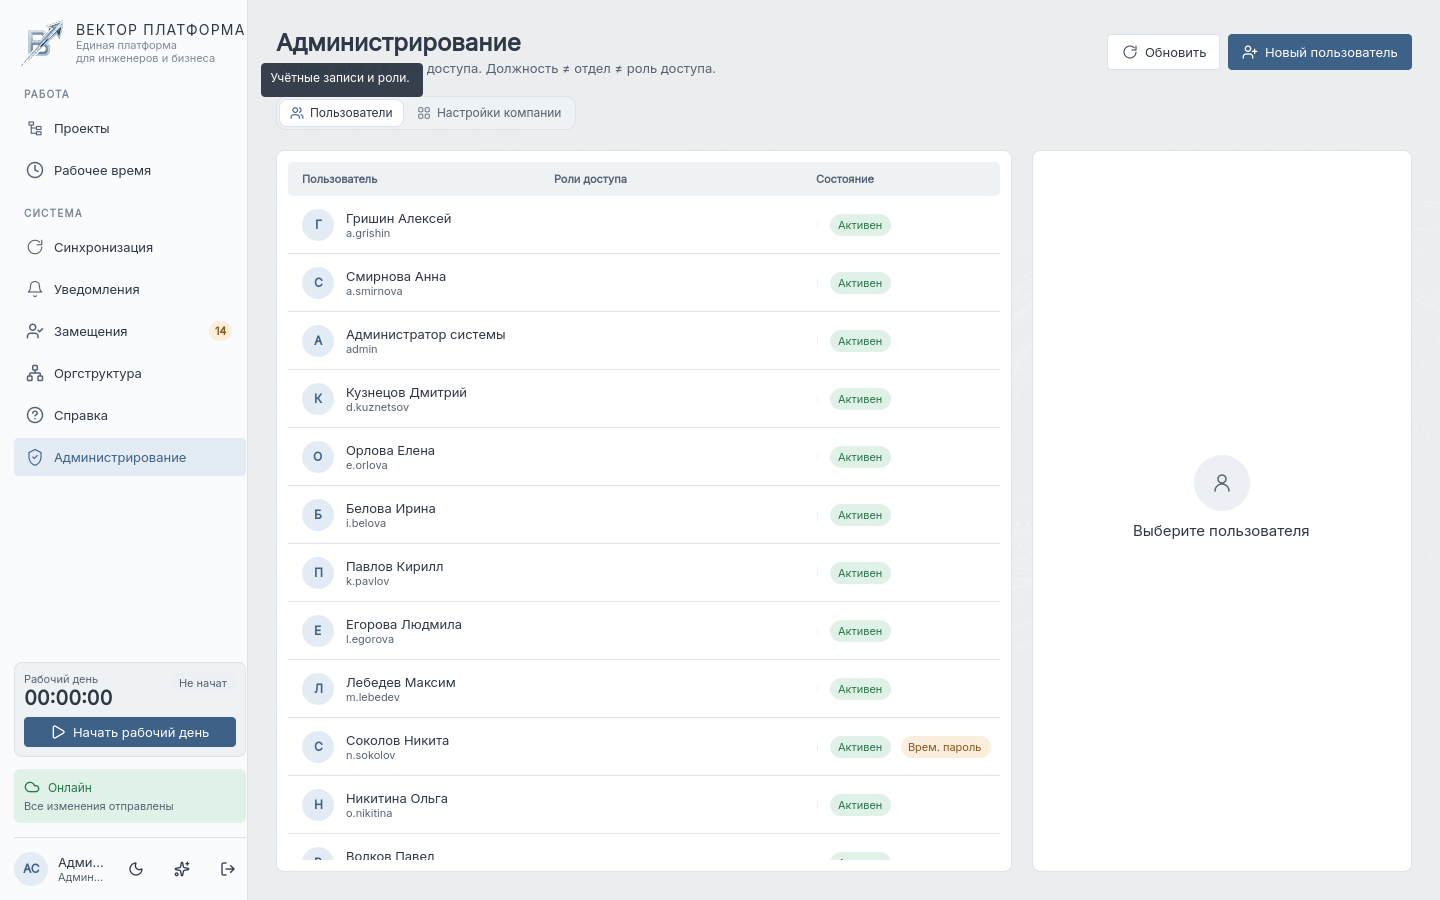 ВЕКТОР ПЛАТФОРМА
Единая платформа
для инженеров и бизнеса
РАБОТА
Проекты
Рабочее время
СИСТЕМА
Синхронизация
Уведомления
Замещения
14
Оргструктура
Справка
Администрирование
Рабочий день
00:00:00
Не начат
Начать рабочий день
Онлайн
Все изменения отправлены
АС
Адми...
Админ...
Администрирование
доступа. Должность ≠ отдел ≠ роль доступа.
Учётные записи и роли.
Обновить
Новый пользователь
Пользователи
Настройки компании
Пользователь
Роли доступа
Состояние
Г
Гришин Алексей
a.grishin
Активен
С
Смирнова Анна
a.smirnova
Активен
А
Администратор системы
admin
Активен
К
Кузнецов Дмитрий
d.kuznetsov
Активен
О
Орлова Елена
e.orlova
Активен
Б
Белова Ирина
i.belova
Активен
П
Павлов Кирилл
k.pavlov
Активен
Е
Егорова Людмила
l.egorova
Активен
Л
Лебедев Максим
m.lebedev
Активен
С
Соколов Никита
n.sokolov
Активен
Врем. пароль
Н
Никитина Ольга
o.nikitina
Активен
Волков Павел
Выберите пользователя